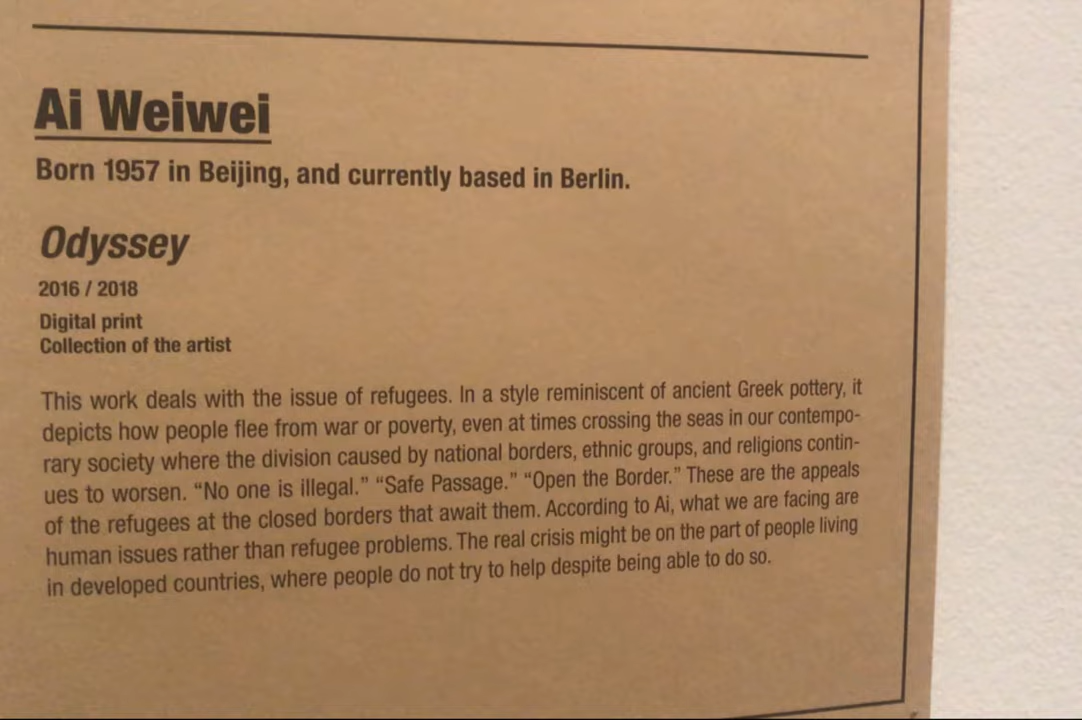 Ai Weiwei
Born 1957 in Beijing, and currently based in Berlin.
Odyssey
2016 / 2018
Digital print
Collection of the artist
This work deals with the issue of refugees. In a style reminiscent of ancient Greek pottery, it
depicts how people flee from war or poverty, even at times crossing the seas in our contempo-
rary society where the division caused by national borders, ethnic groups, and religions contin-
ues to worsen. “No one is illegal.” “Safe Passage.” “Open the Border.” These are the appeals
of the refugees at the closed borders that await them. According to Ai, what we are facing are
human issues rather than refugee problems. The real crisis might be on the part of people living
in developed countries, where people do not try to help despite being able to do so.